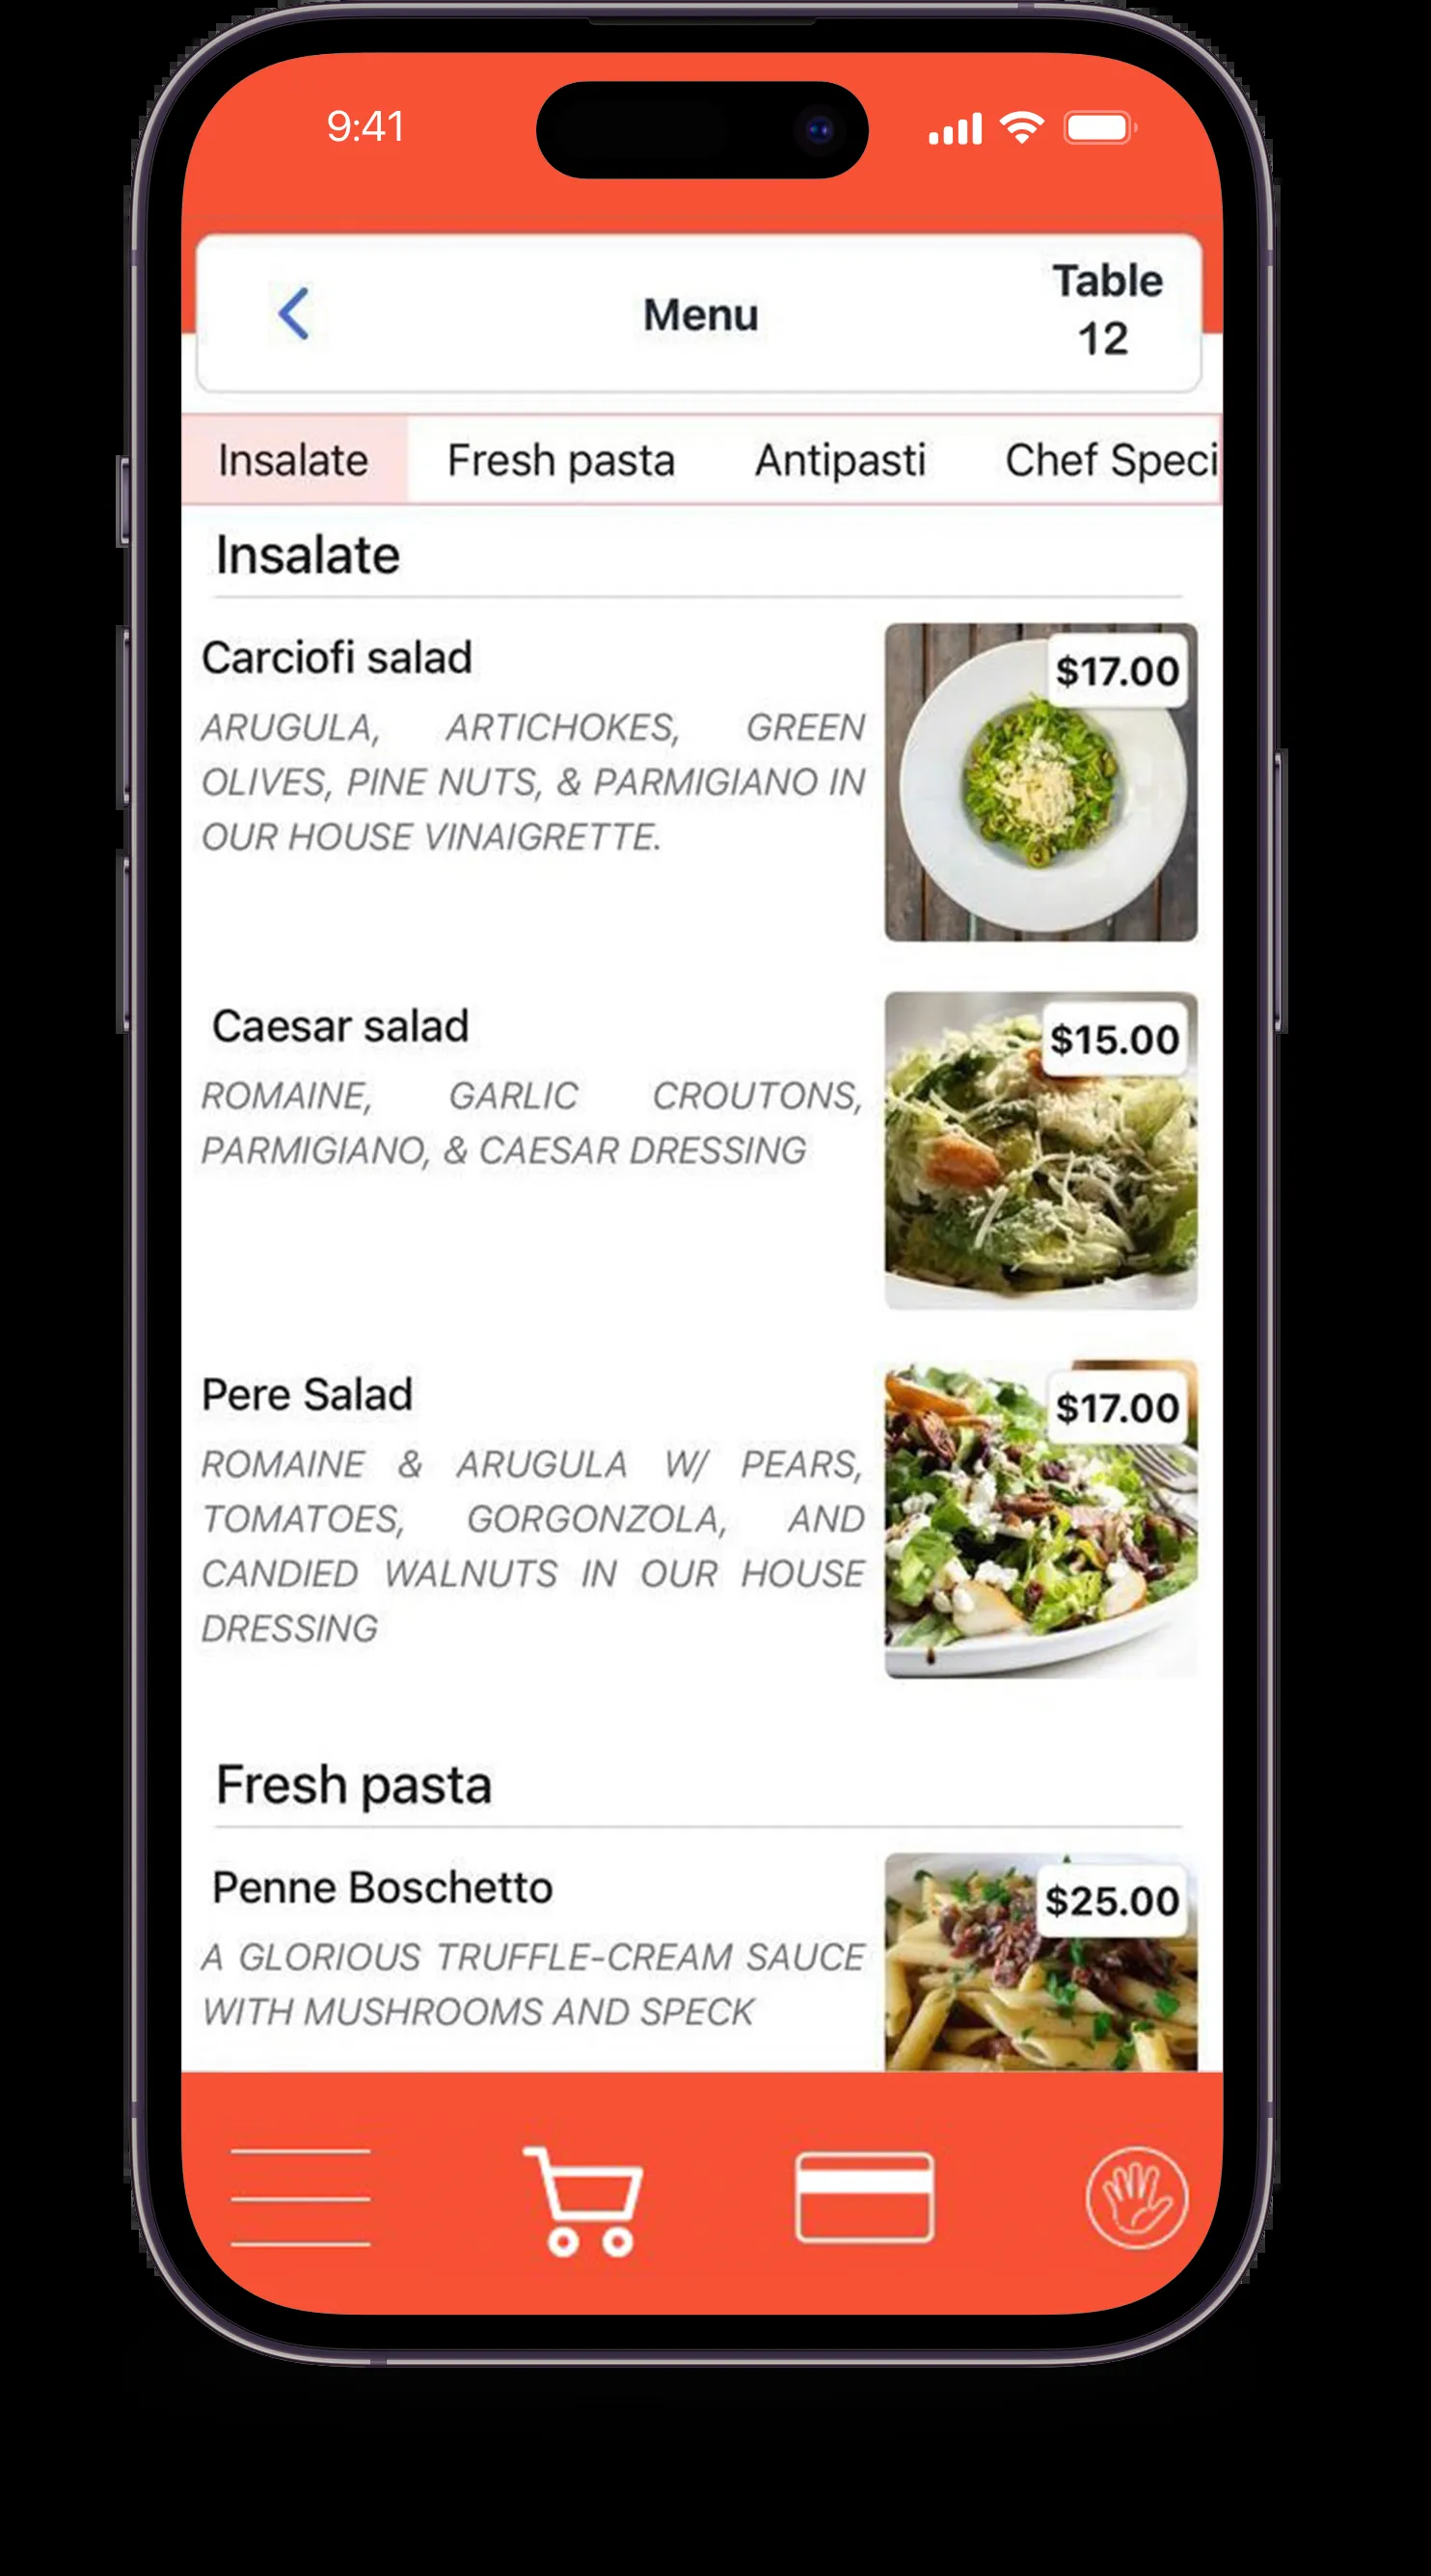 9:41
Menu
Table
12
Insalate Fresh pasta Antipasti Chef Speci
Insalate
Carciofi salad
$17.00
ARUGULA, ARTICHOKES, GREEN
OLIVES, PINE NUTS, & PARMIGIANO IN
OUR HOUSE VINAIGRETTE.
Caesar salad
$15.00
ROMAINE, GARLIC CROUTONS,
PARMIGIANO, & CAESAR DRESSING
Pere Salad
$17.00
ROMAINE & ARUGULA W/ PEARS,
TOMATOES, GORGONZOLA, AND
CANDIED WALNUTS IN OUR HOUSE
DRESSING
Fresh pasta
Penne Boschetto
$25.00
A GLORIOUS TRUFFLE-CREAM SAUCE
WITH MUSHROOMS AND SPECK